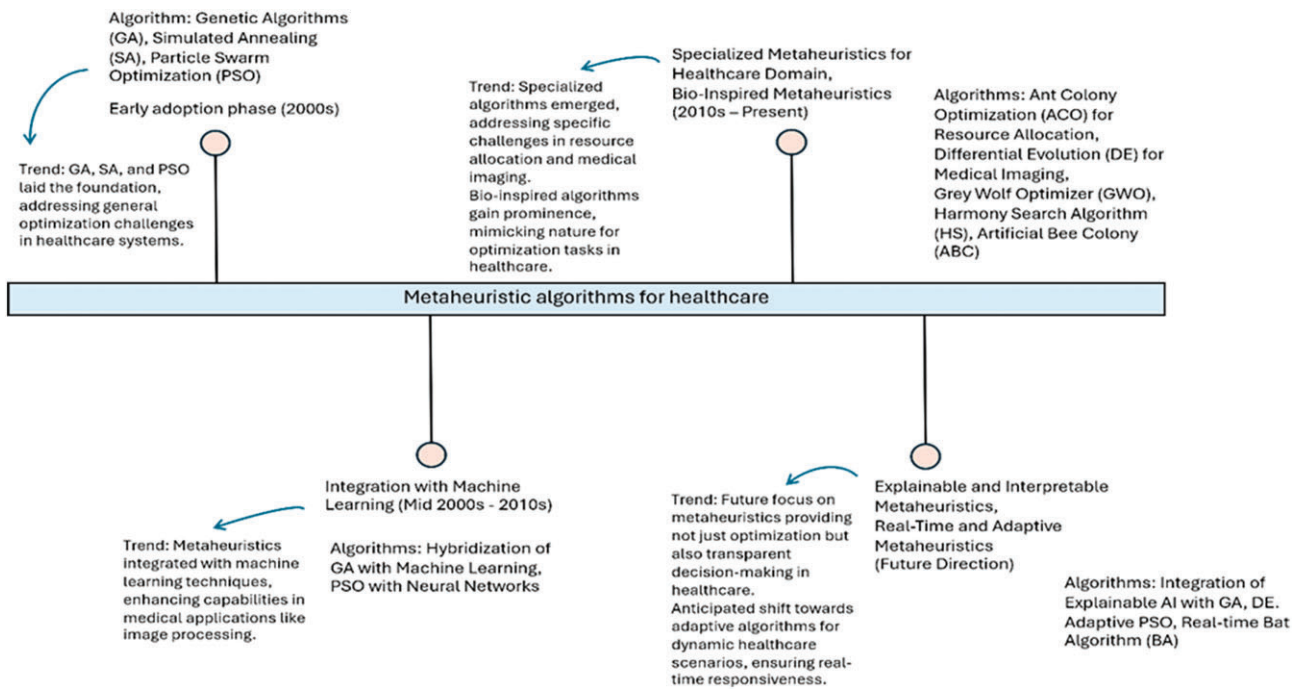 Algorithm: Genetic Algorithms
(GA), Simulated Annealing
(SA), Particle Swarm
Optimization (PSO)
Early adoption phase (2000s)
Trend: GA, SA, and PSO
laid the foundation,
addressing general
optimization challenges
in healthcare systems.
Trend: Specialized
algorithms emerged,
addressing specific
challenges in resource
allocation and medical
imaging.
Bio-inspired algorithms
gain prominence,
mimicking nature for
optimization tasks in
healthcare.
Specialized Metaheuristics for
Healthcare Domain,
Bio-Inspired Metaheuristics
(2010s – Present)
Algorithms: Ant Colony
Optimization (ACO) for
Resource Allocation,
Differential Evolution (DE) for
Medical Imaging,
Grey Wolf Optimizer (GWO),
Harmony Search Algorithm
(HS), Artificial Bee Colony
(ABC)
Metaheuristic algorithms for healthcare
Integration with Machine
Learning (Mid 2000s - 2010s)
Algorithms: Hybridization of
GA with Machine Learning,
PSO with Neural Networks
Trend: Metaheuristics
integrated with machine
learning techniques,
enhancing capabilities in
medical applications like
image processing.
Trend: Future focus on
metaheuristics providing
not just optimization but
also transparent
decision-making in
healthcare.
Anticipated shift towards
adaptive algorithms for
dynamic healthcare
scenarios, ensuring real-
time responsiveness.
Explainable and Interpretable
Metaheuristics,
Real-Time and Adaptive
Metaheuristics
(Future Direction)
Algorithms: Integration of
Explainable AI with GA, DE.
Adaptive PSO, Real-time Bat
Algorithm (BA)